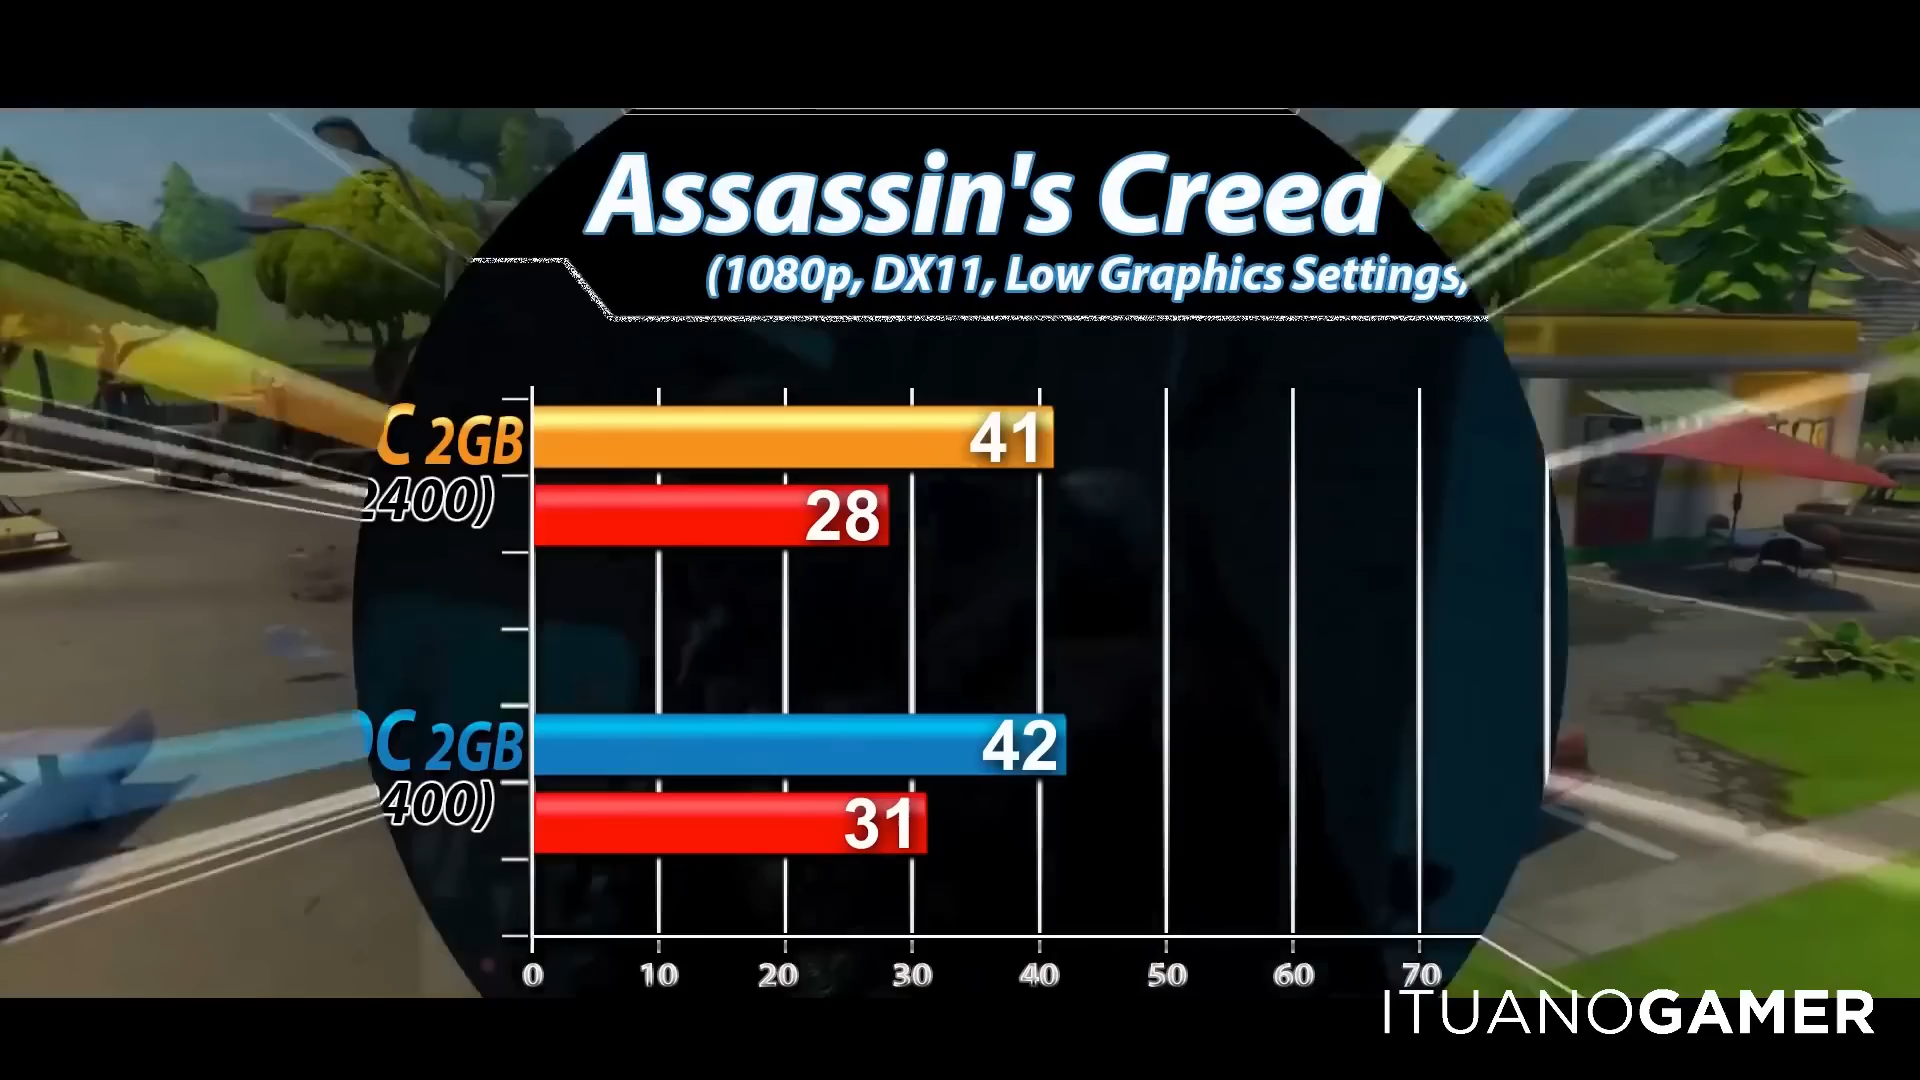 Assassin's Creed
(1080p, DX11, Low Graphics Settings,
C 2GB
41
2400)
28
OC 2GB
42
400)
31
0 10 20 30 40 50 60 70
ITUANOGAMER